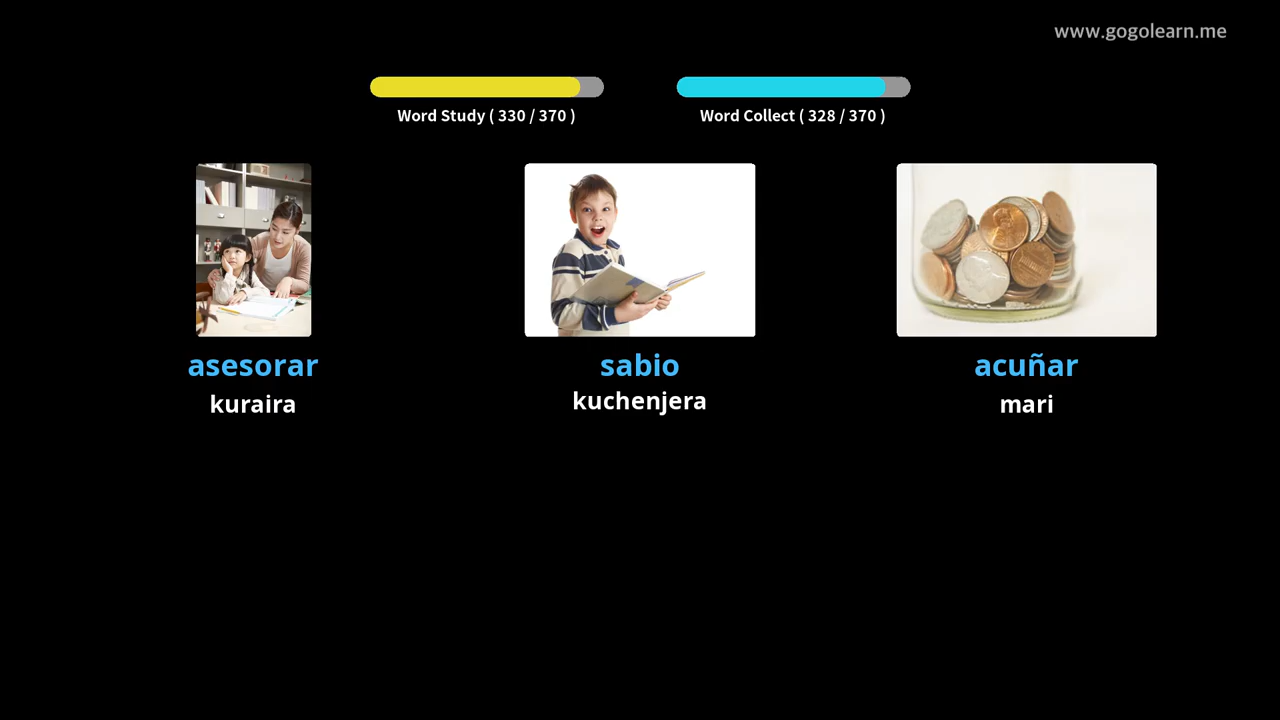 www.gogolearn.me
Word Study ( 330 / 370 )
Word Collect ( 328 / 370 )
asesorar
kuraira
sabio
kuchenjera
acuñar
mari